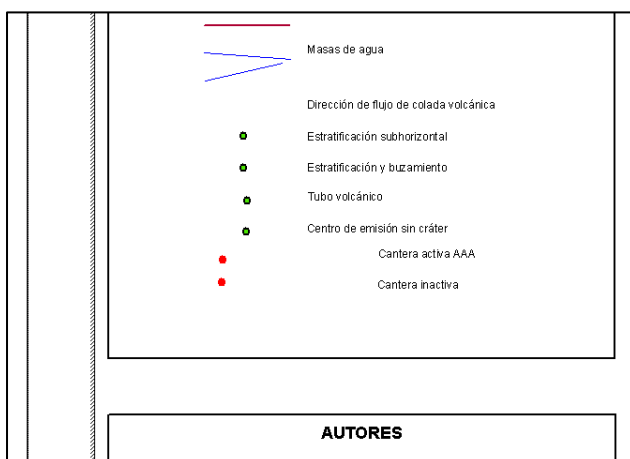 Masas de agua
Dirección de flujo de colada volcánica
Estratificación subhorizontal
Estratificación y buzamiento
Tubo volcánico
Centro de emisión sin cráter
Cantera activa AAA
Cantera inactiva
AUTORES